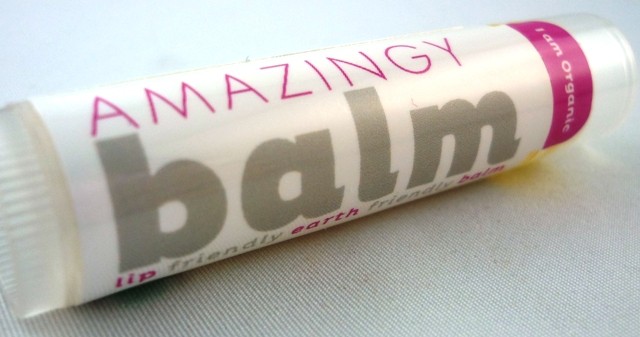 AMAZINGY
balm
lip friendly earth friendly balm
I am organic